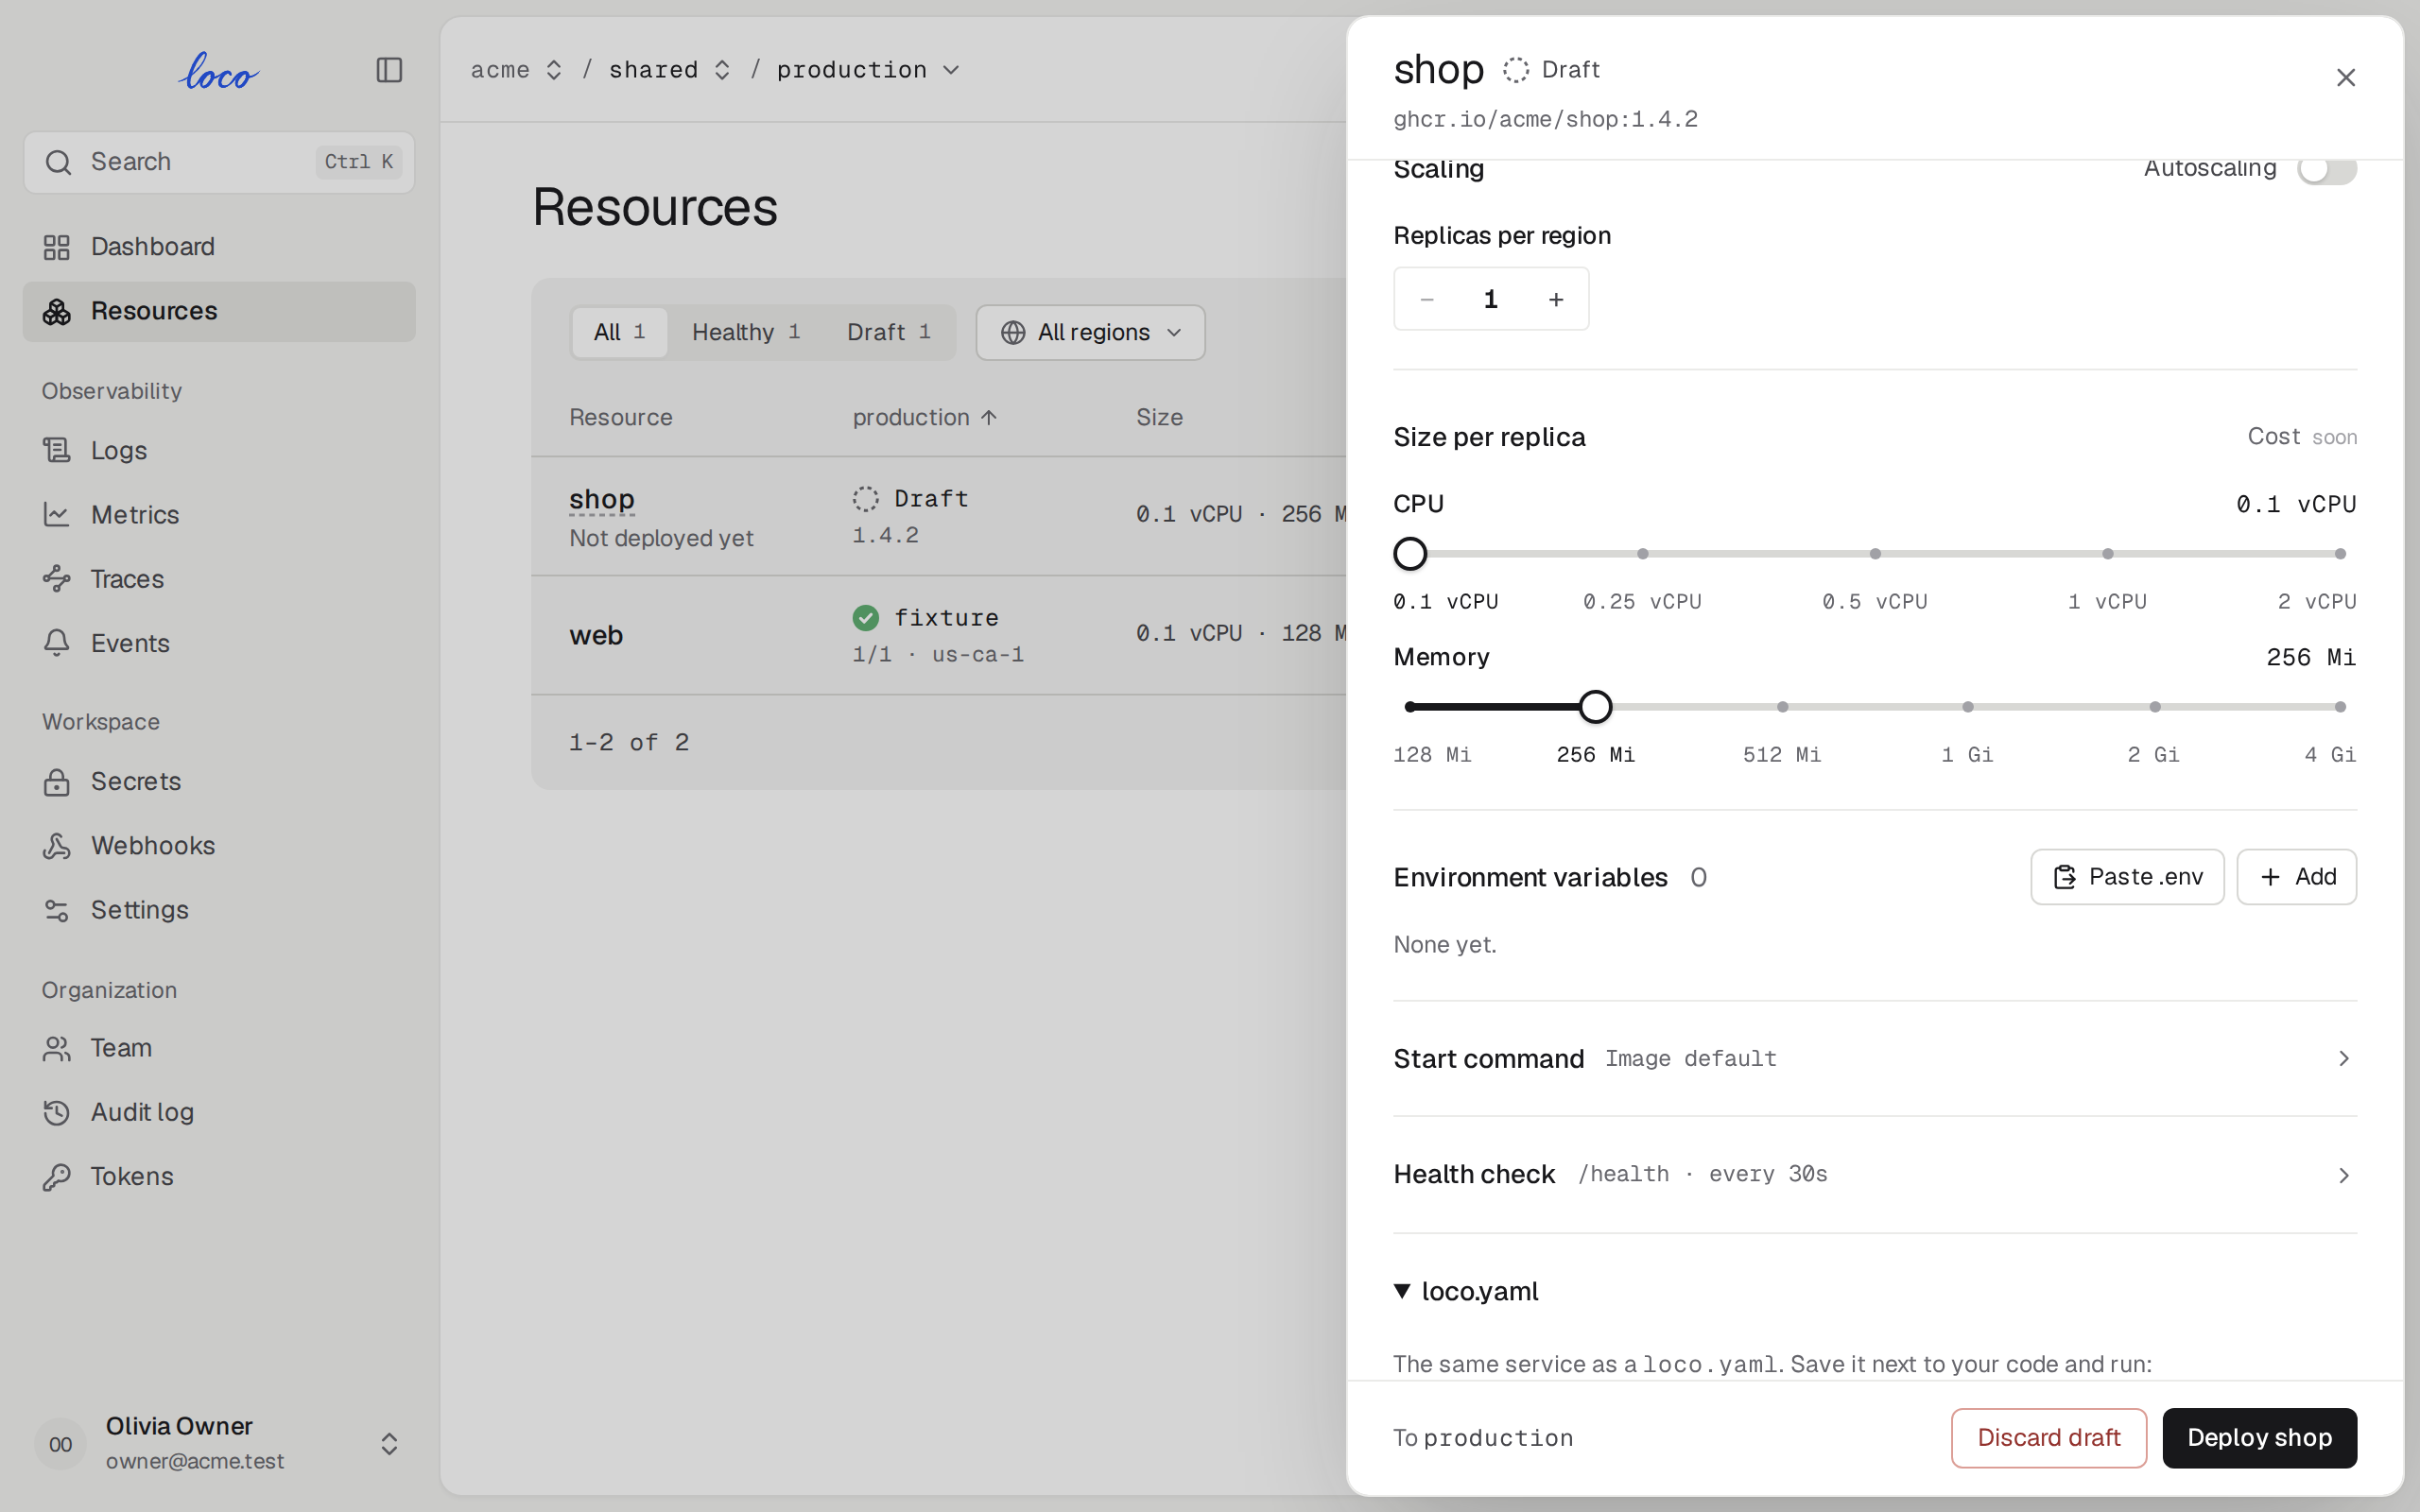 loco
Search Ctrl K
Dashboard
Resources
Observability
Logs
Metrics
Traces
Events
Workspace
Secrets
Webhooks
Settings
Organization
Team
Audit log
Tokens
OO Olivia Owner
owner@acme.test
acme / shared / production
Resources
All 1 Healthy 1 Draft 1 All regions
Resource production Size
shop Draft 0.1 vCPU · 256 M
Not deployed yet 1.4.2
web fixture 0.1 vCPU · 128 M
1/1 · us-ca-1
1-2 of 2
shop Draft
ghcr.io/acme/shop:1.4.2
Scaling Autoscaling
Replicas per region
− 1 +
Size per replica Cost soon
CPU 0.1 vCPU
0.1 vCPU 0.25 vCPU 0.5 vCPU 1 vCPU 2 vCPU
Memory 256 Mi
128 Mi 256 Mi 512 Mi 1 Gi 2 Gi 4 Gi
Environment variables 0 Paste .env + Add
None yet.
Start command Image default
Health check /health · every 30s
loco.yaml
The same service as a loco.yaml. Save it next to your code and run:
To production Discard draft Deploy shop